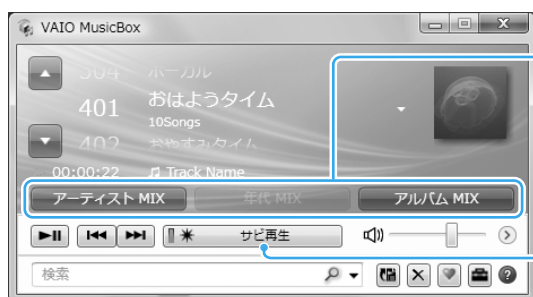 VAIO MusicBox
304 ボーカル
401 おはようタイム
10Songs
402 おやすみタイム
00:00:22 ♫ Track Name
アーティスト MIX 年代 MIX アルバム MIX
サビ再生
検索